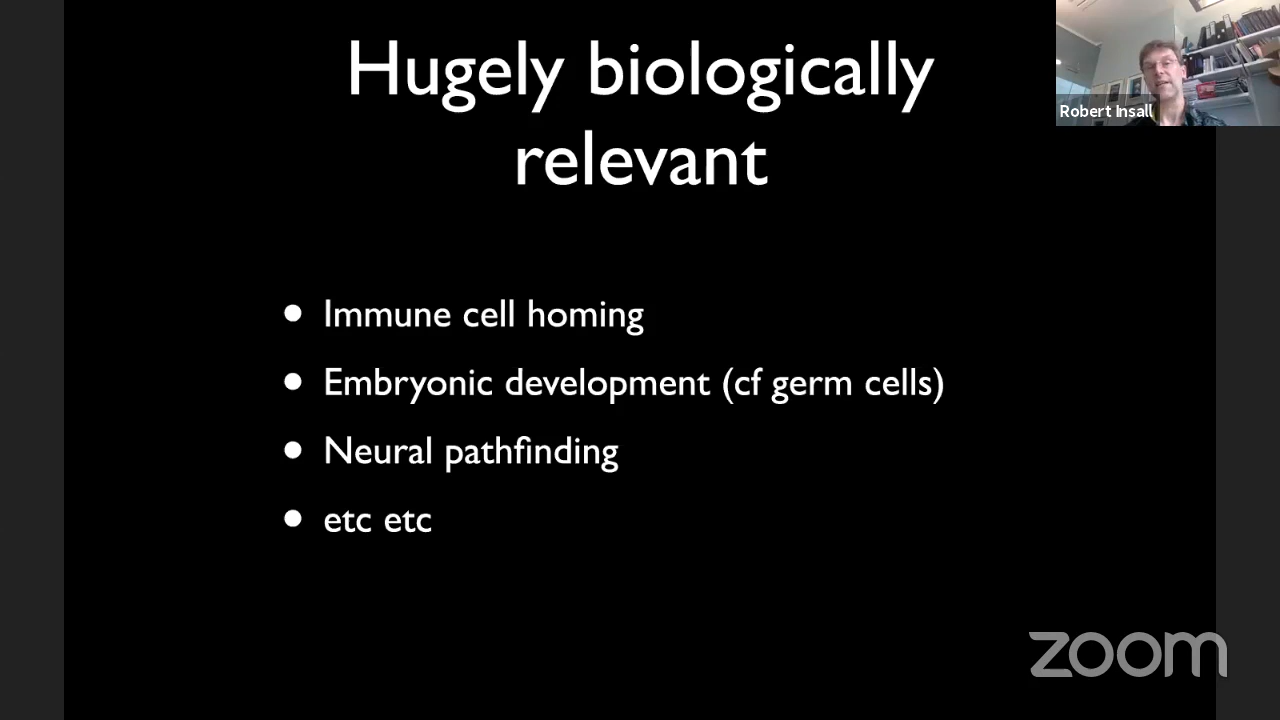 Hugely biologically
relevant
Robert Insall
• Immune cell homing
• Embryonic development (cf germ cells)
• Neural pathfinding
• etc etc
zoom